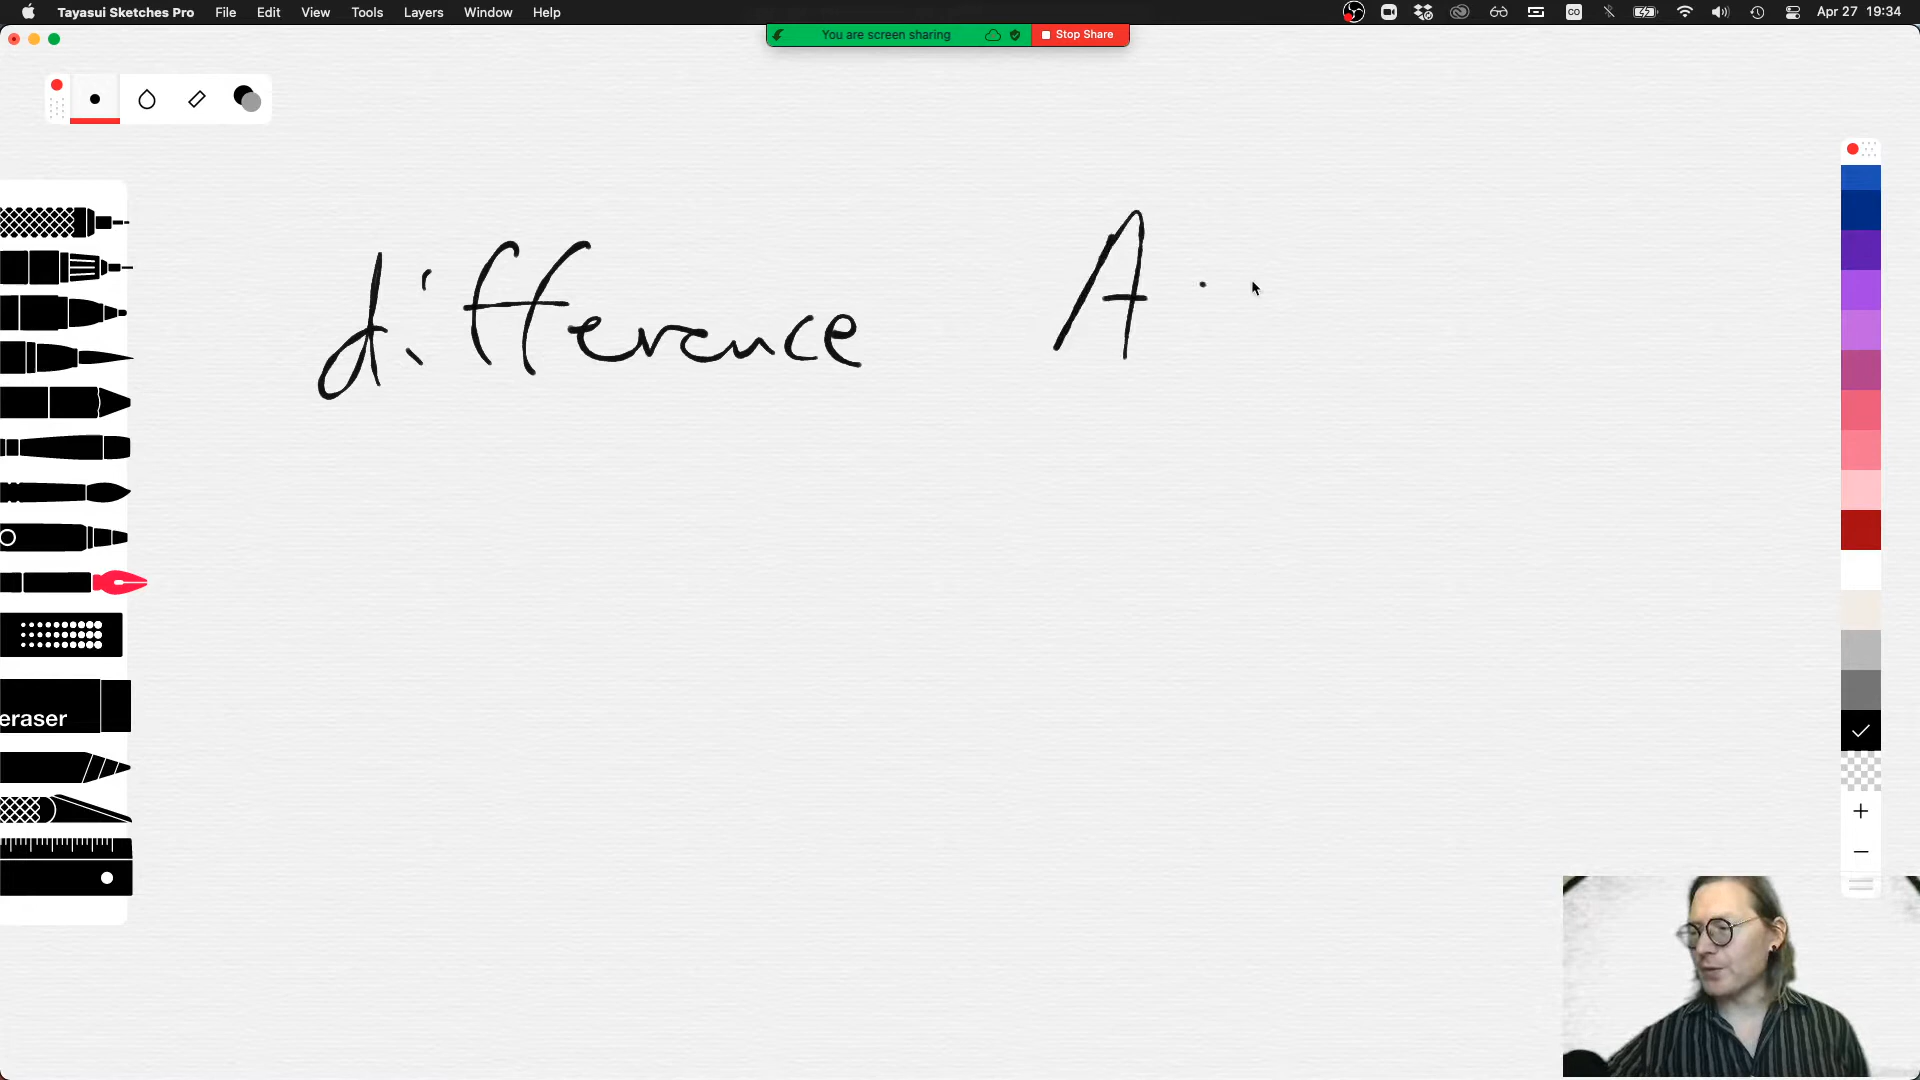 Tayasui Sketches Pro File Edit View Tools Layers Window Help CO Apr 27 19:34
You are screen sharing Stop Share
difference A
eraser